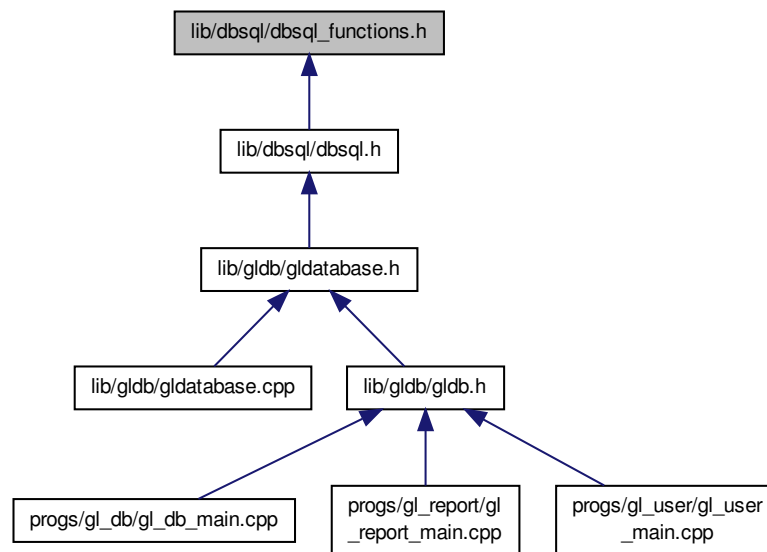 lib/dbsql/dbsql_functions.h
lib/dbsql/dbsql.h
lib/gldb/gldatabase.h
lib/gldb/gldatabase.cpp
lib/gldb/gldb.h
progs/gl_db/gl_db_main.cpp
progs/gl_report/gl
_report_main.cpp
progs/gl_user/gl_user
_main.cpp